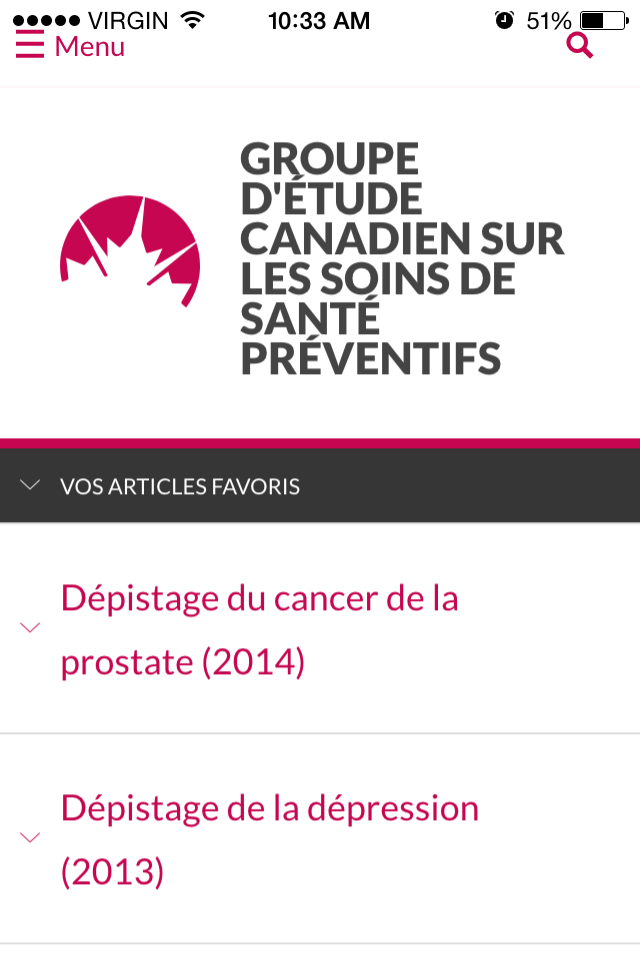 VIRGIN 10:33 AM 51%
Menu
GROUPE
D'ÉTUDE
CANADIEN SUR
LES SOINS DE
SANTÉ
PRÉVENTIFS
VOS ARTICLES FAVORIS
Dépistage du cancer de la
prostate (2014)
Dépistage de la dépression
(2013)